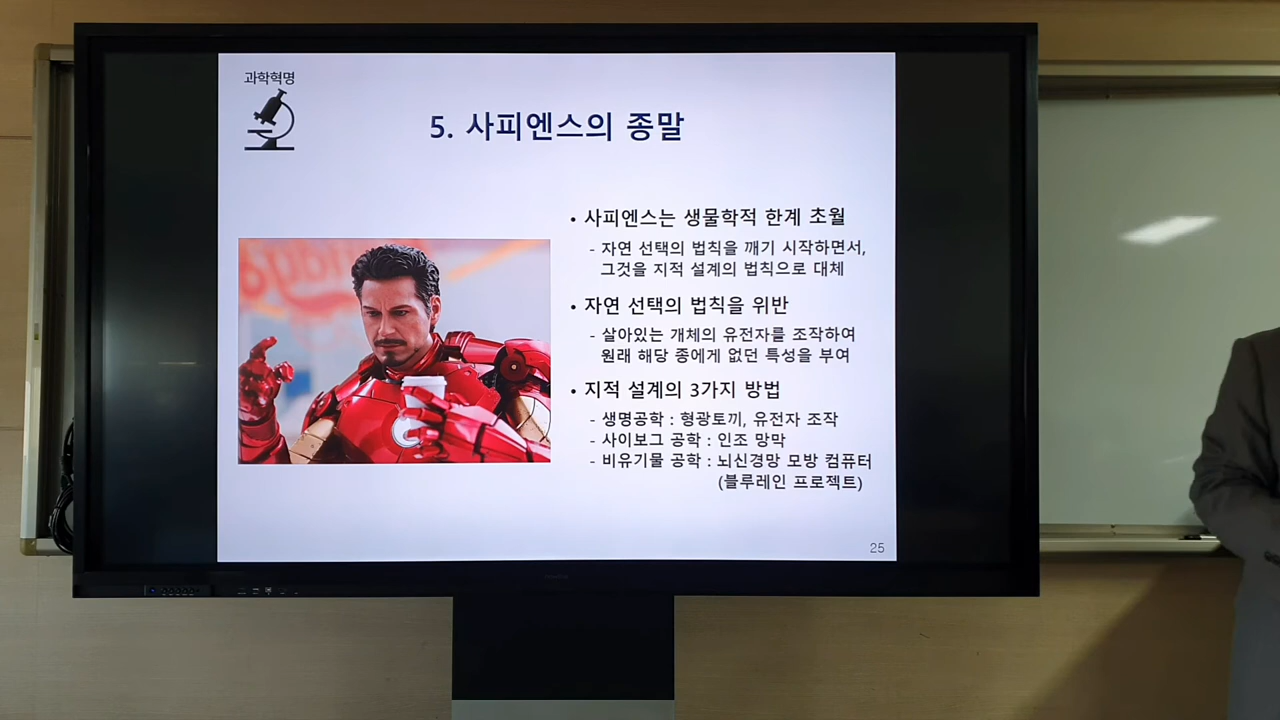 과학혁명
5. 사피엔스의 종말
• 사피엔스는 생물학적 한계 초월
- 자연 선택의 법칙을 깨기 시작하면서,
그것을 지적 설계의 법칙으로 대체
• 자연 선택의 법칙을 위반
- 살아있는 개체의 유전자를 조작하여
원래 해당 종에게 없던 특성을 부여
• 지적 설계의 3가지 방법
- 생명공학 : 형광토끼, 유전자 조작
- 사이보그 공학 : 인조 망막
- 비유기물 공학 : 뇌신경망 모방 컴퓨터
(블루레인 프로젝트)
25